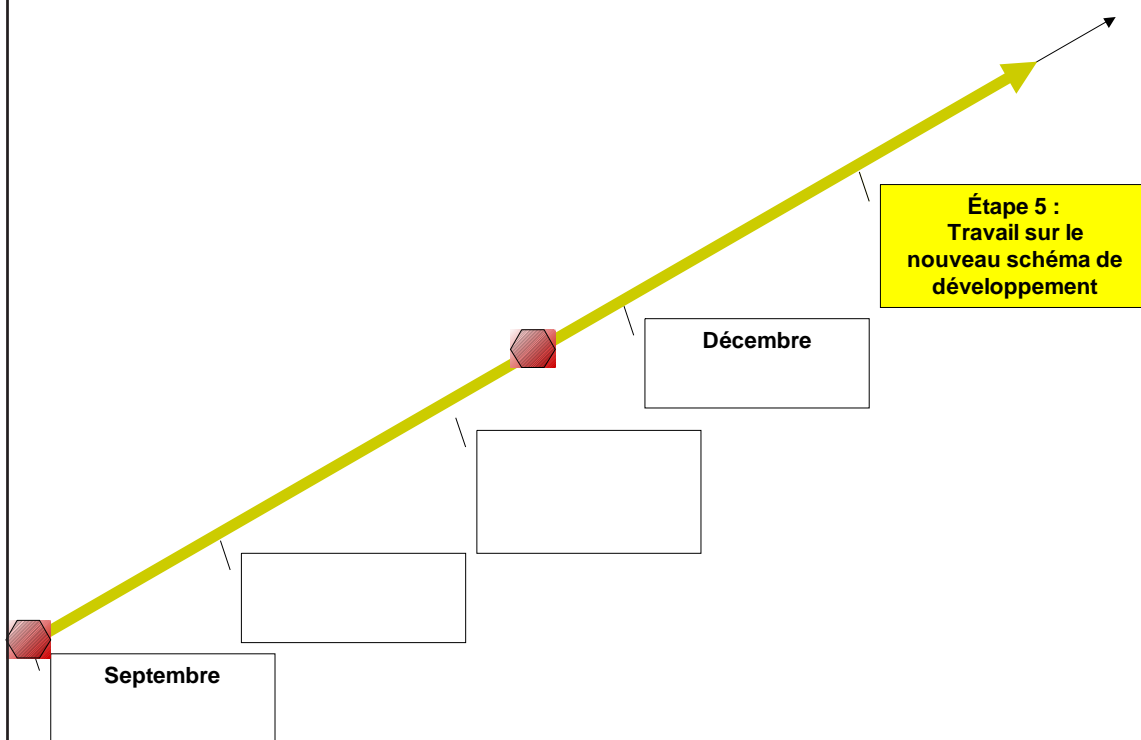 Étape 5 :
Travail sur le
nouveau schéma de
développement
Décembre
Septembre